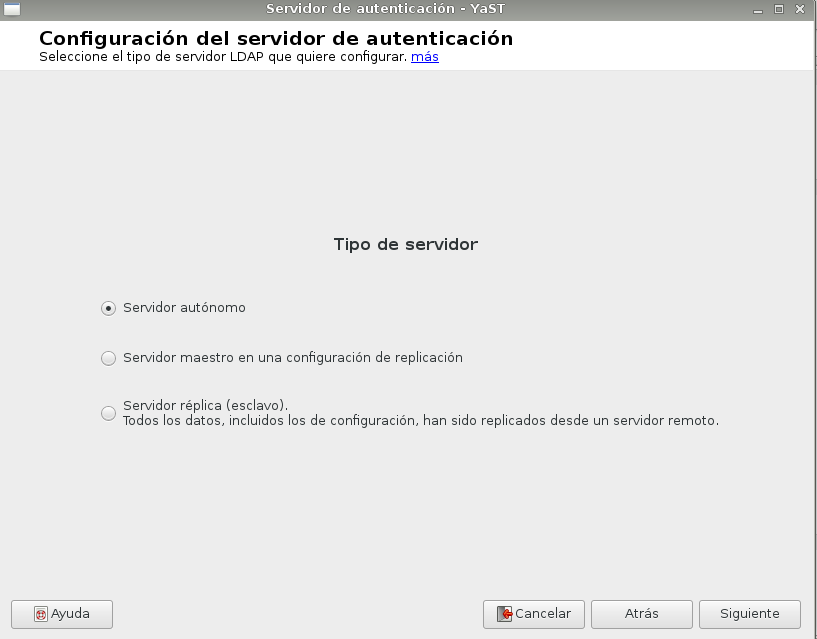 Servidor de autenticación - YaST
Configuración del servidor de autenticación
Seleccione el tipo de servidor LDAP que quiere configurar. más
Tipo de servidor
Servidor autónomo
Servidor maestro en una configuración de replicación
Servidor réplica (esclavo).
Todos los datos, incluidos los de configuración, han sido replicados desde un servidor remoto.
Ayuda
Cancelar
Atrás
Siguiente